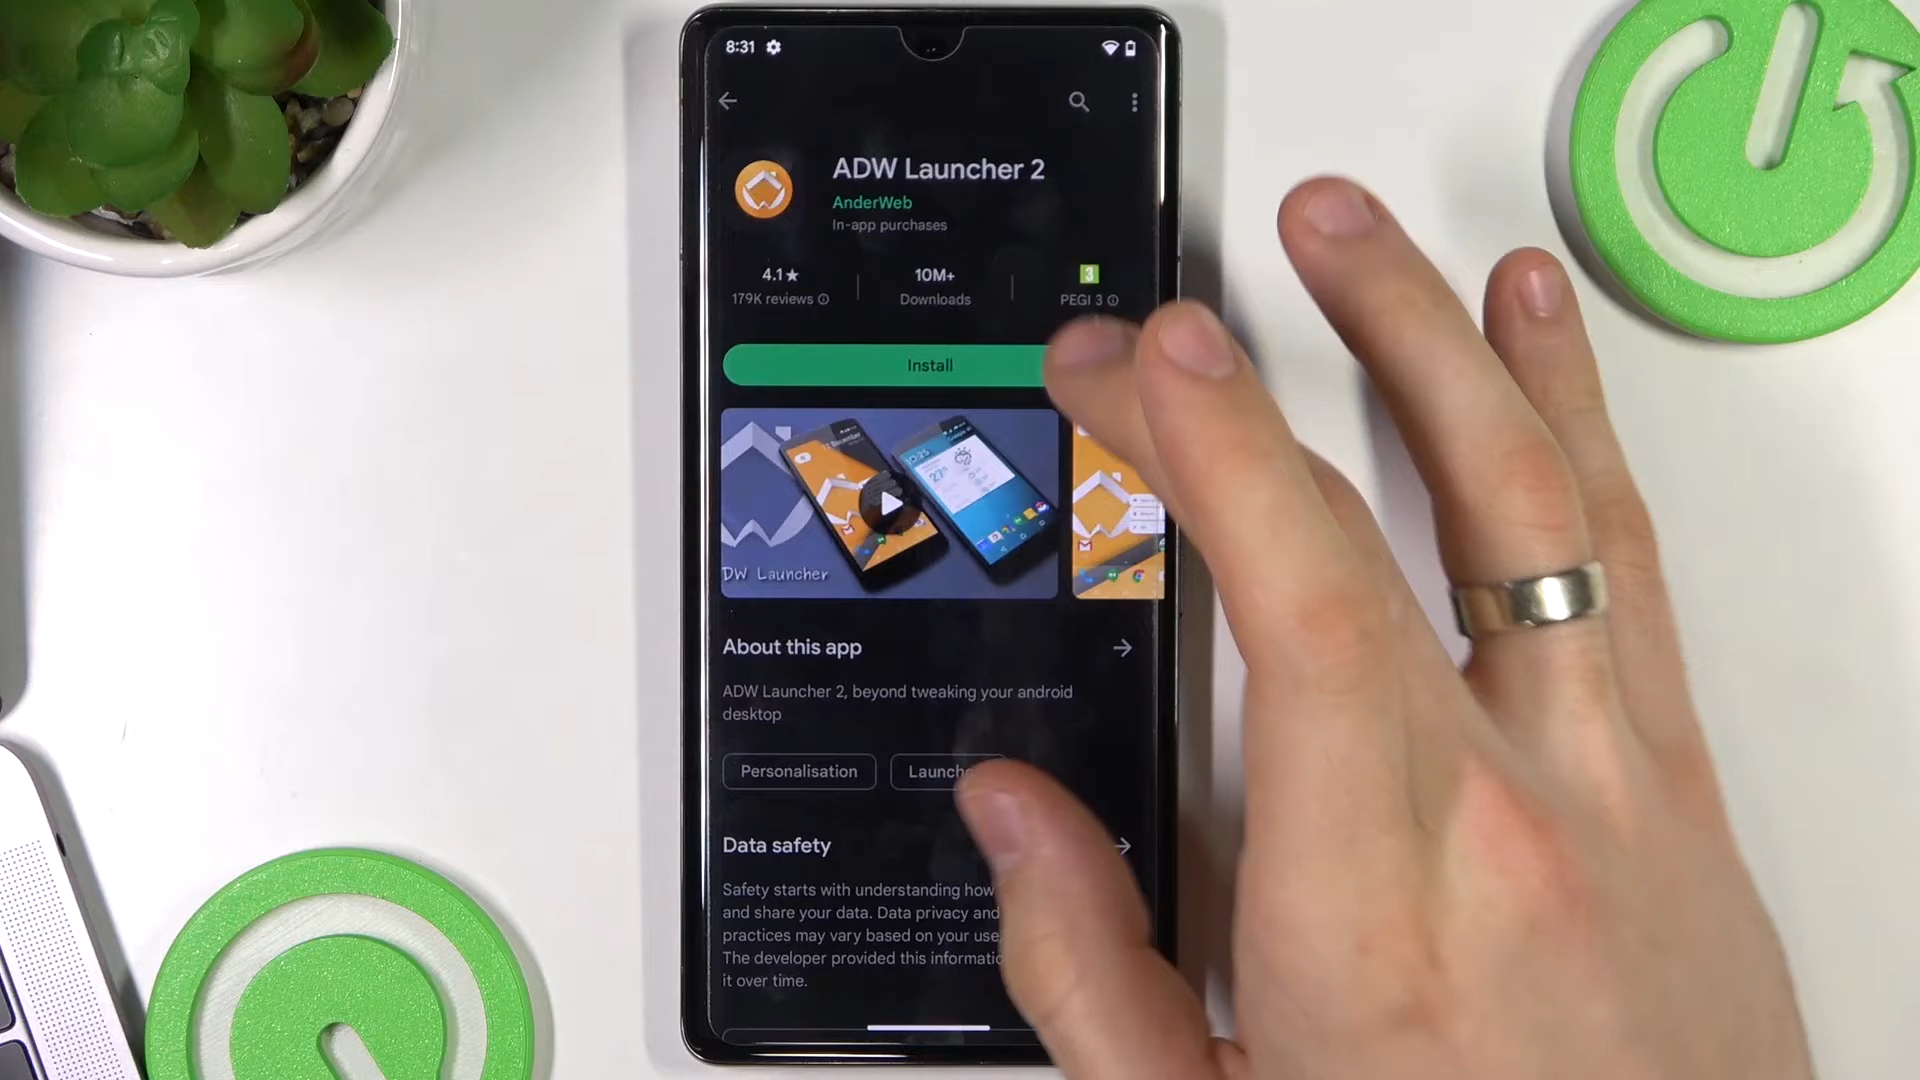 8:31
ADW Launcher 2
AnderWeb
In-app purchases
4.1★
179K reviews
10M+
Downloads
3
PEGI 3
Install
DW Launcher
About this app
ADW Launcher 2, beyond tweaking your android
desktop
Personalisation
Launche
Data safety
Safety starts with understanding how
and share your data. Data privacy and
practices may vary based on your use
The developer provided this informatio
it over time.